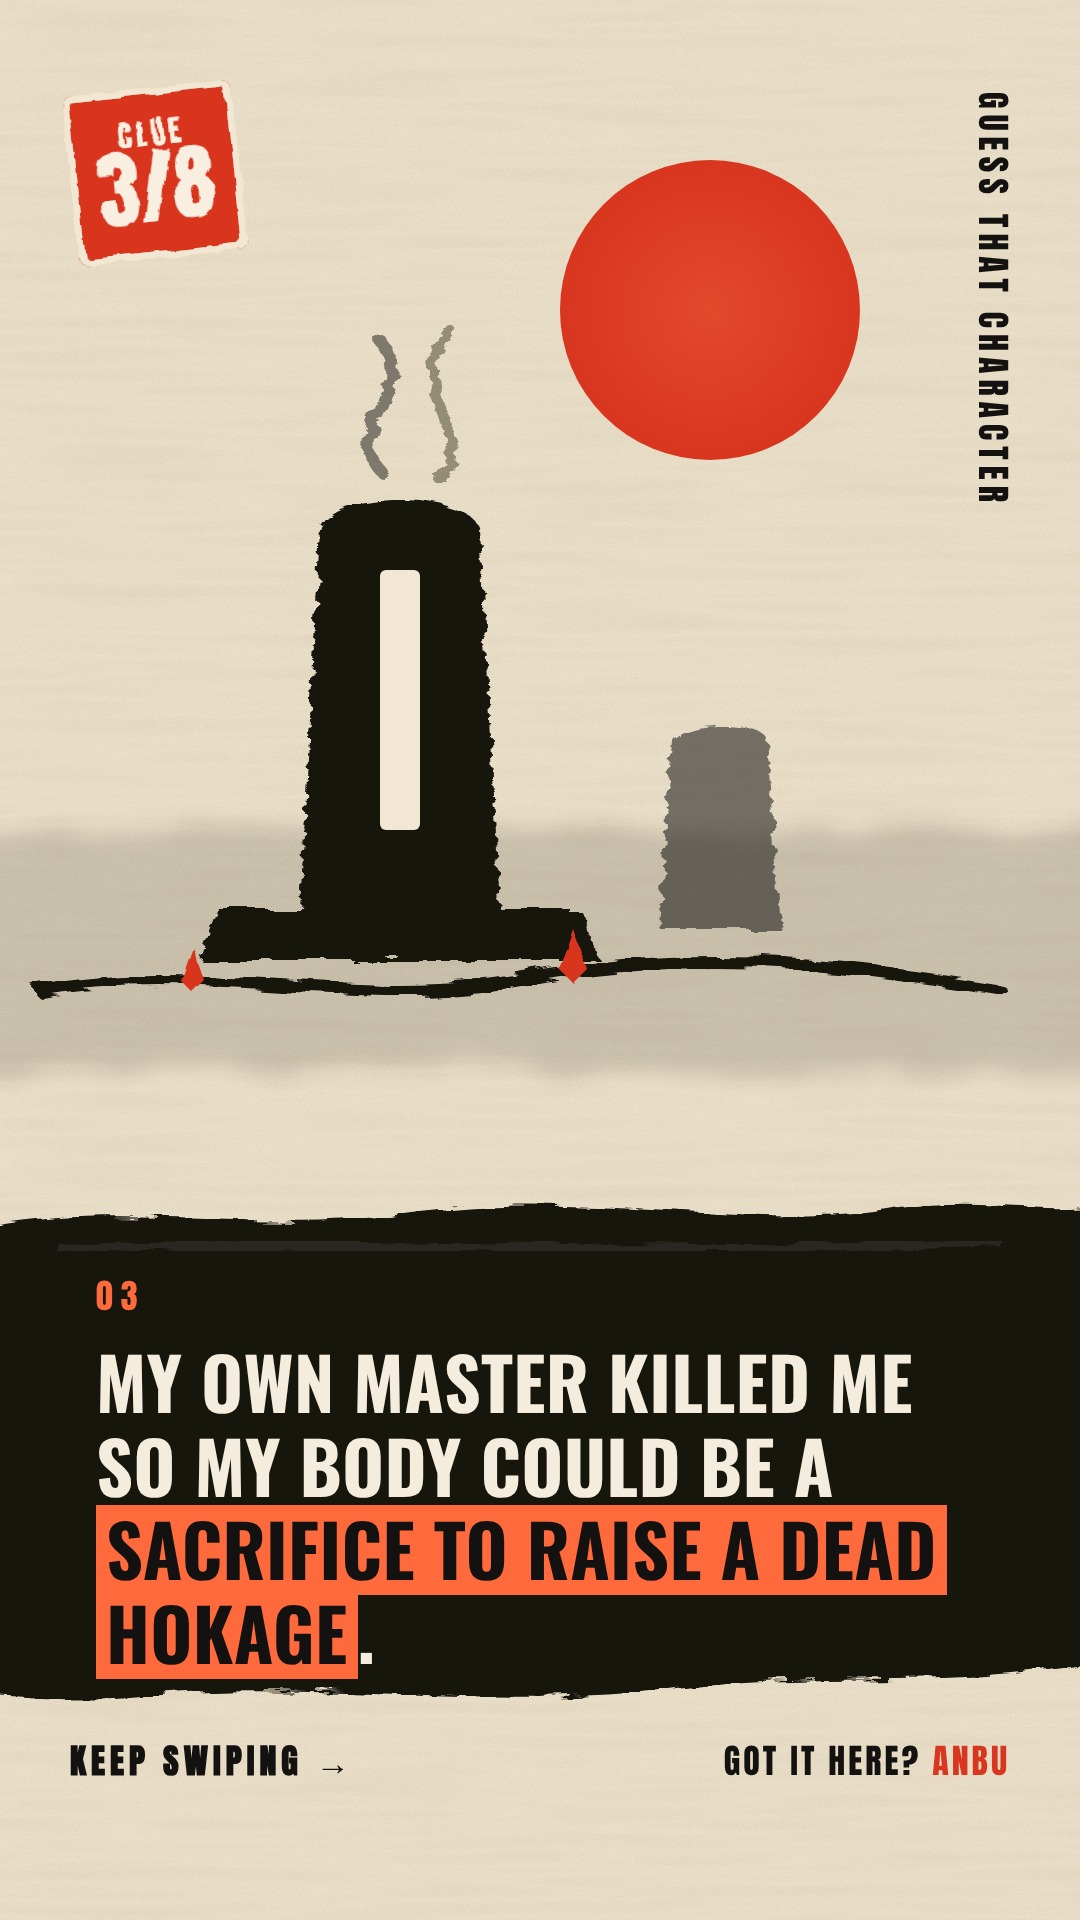 CLUE
3/8
GUESS THAT CHARACTER
03
MY OWN MASTER KILLED ME
SO MY BODY COULD BE A
SACRIFICE TO RAISE A DEAD
HOKAGE.
KEEP SWIPING →
GOT IT HERE? ANBU